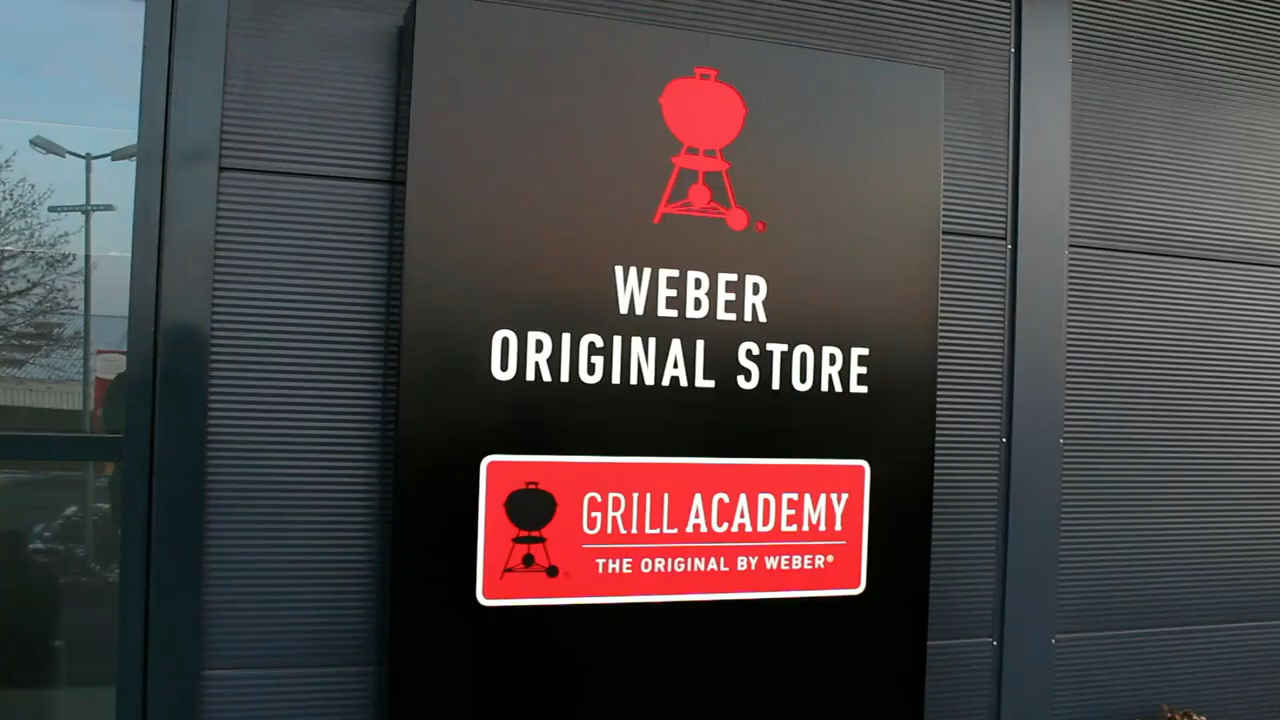 WEBER
ORIGINAL STORE
GRILL ACADEMY
THE ORIGINAL BY WEBER®